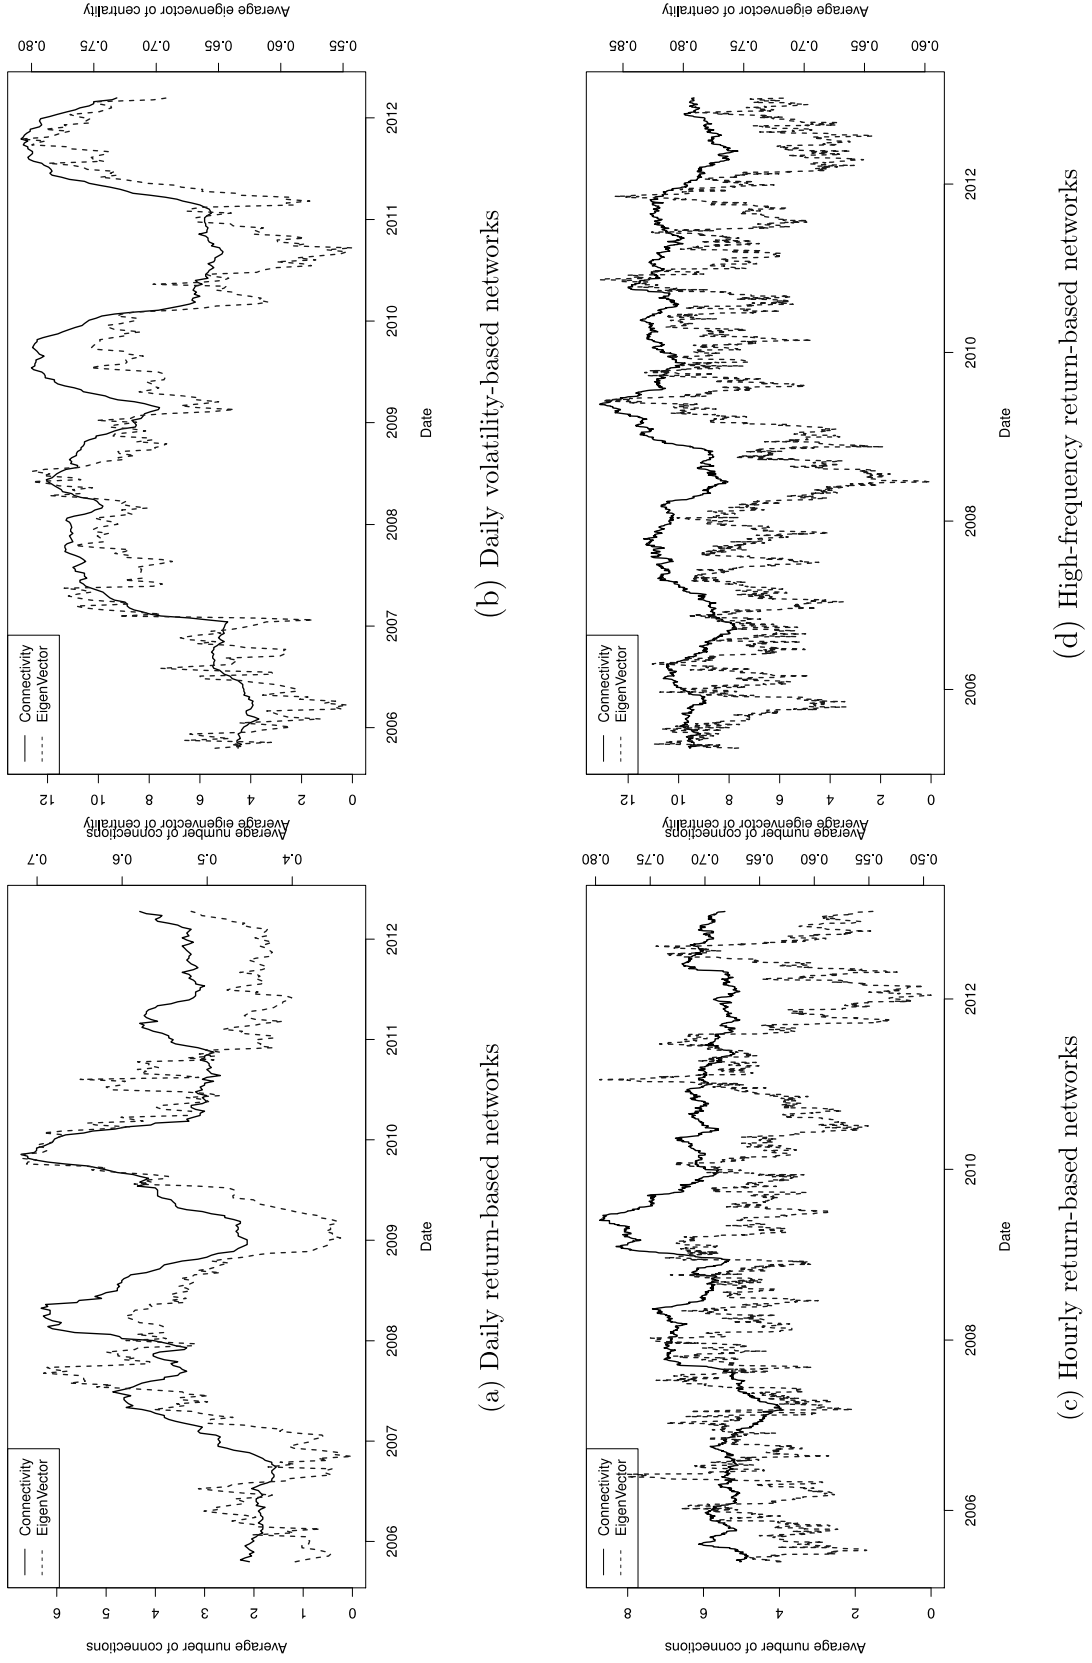 Connectivity
EigenVector
Average number of connections
0 1 2 3 4 5 6
2006 2007 2008 2009 2010 2011 2012
Date
0.4 0.5 0.6 0.7
Average eigenvector of centrality
(a) Daily return-based networks
Connectivity
EigenVector
Average number of connections
0 2 4 6 8 10 12
2006 2007 2008 2009 2010 2011 2012
Date
0.55 0.60 0.65 0.70 0.75 0.80
Average eigenvector of centrality
(b) Daily volatility-based networks
Connectivity
EigenVector
Average number of connections
0 2 4 6 8
2006 2008 2010 2012
Date
0.50 0.55 0.60 0.65 0.70 0.75 0.80
Average eigenvector of centrality
(c) Hourly return-based networks
Connectivity
EigenVector
Average number of connections
0 2 4 6 8 10 12
2006 2008 2010 2012
Date
0.60 0.65 0.70 0.75 0.80 0.85
Average eigenvector of centrality
(d) High-frequency return-based networks